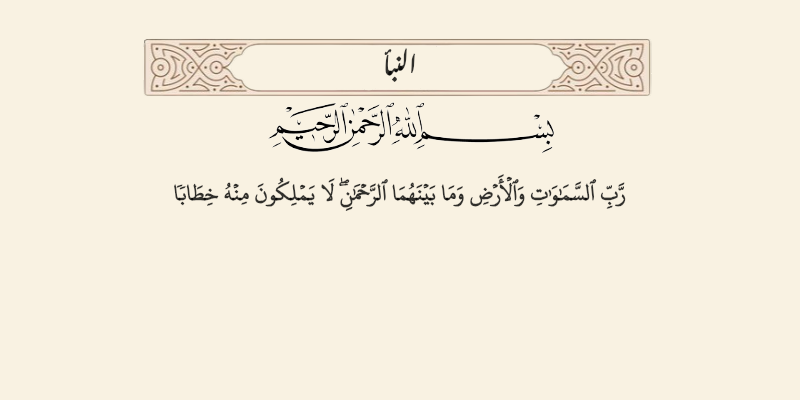 النبأ
بِسْمِ ٱللَّهِ ٱلرَّحْمَٰنِ ٱلرَّحِيمِ
رَّبِّ ٱلسَّمَٰوَٰتِ وَٱلْأَرْضِ وَمَا بَيْنَهُمَا ٱلرَّحْمَٰنِ ۖ لَا يَمْلِكُونَ مِنْهُ خِطَابًا